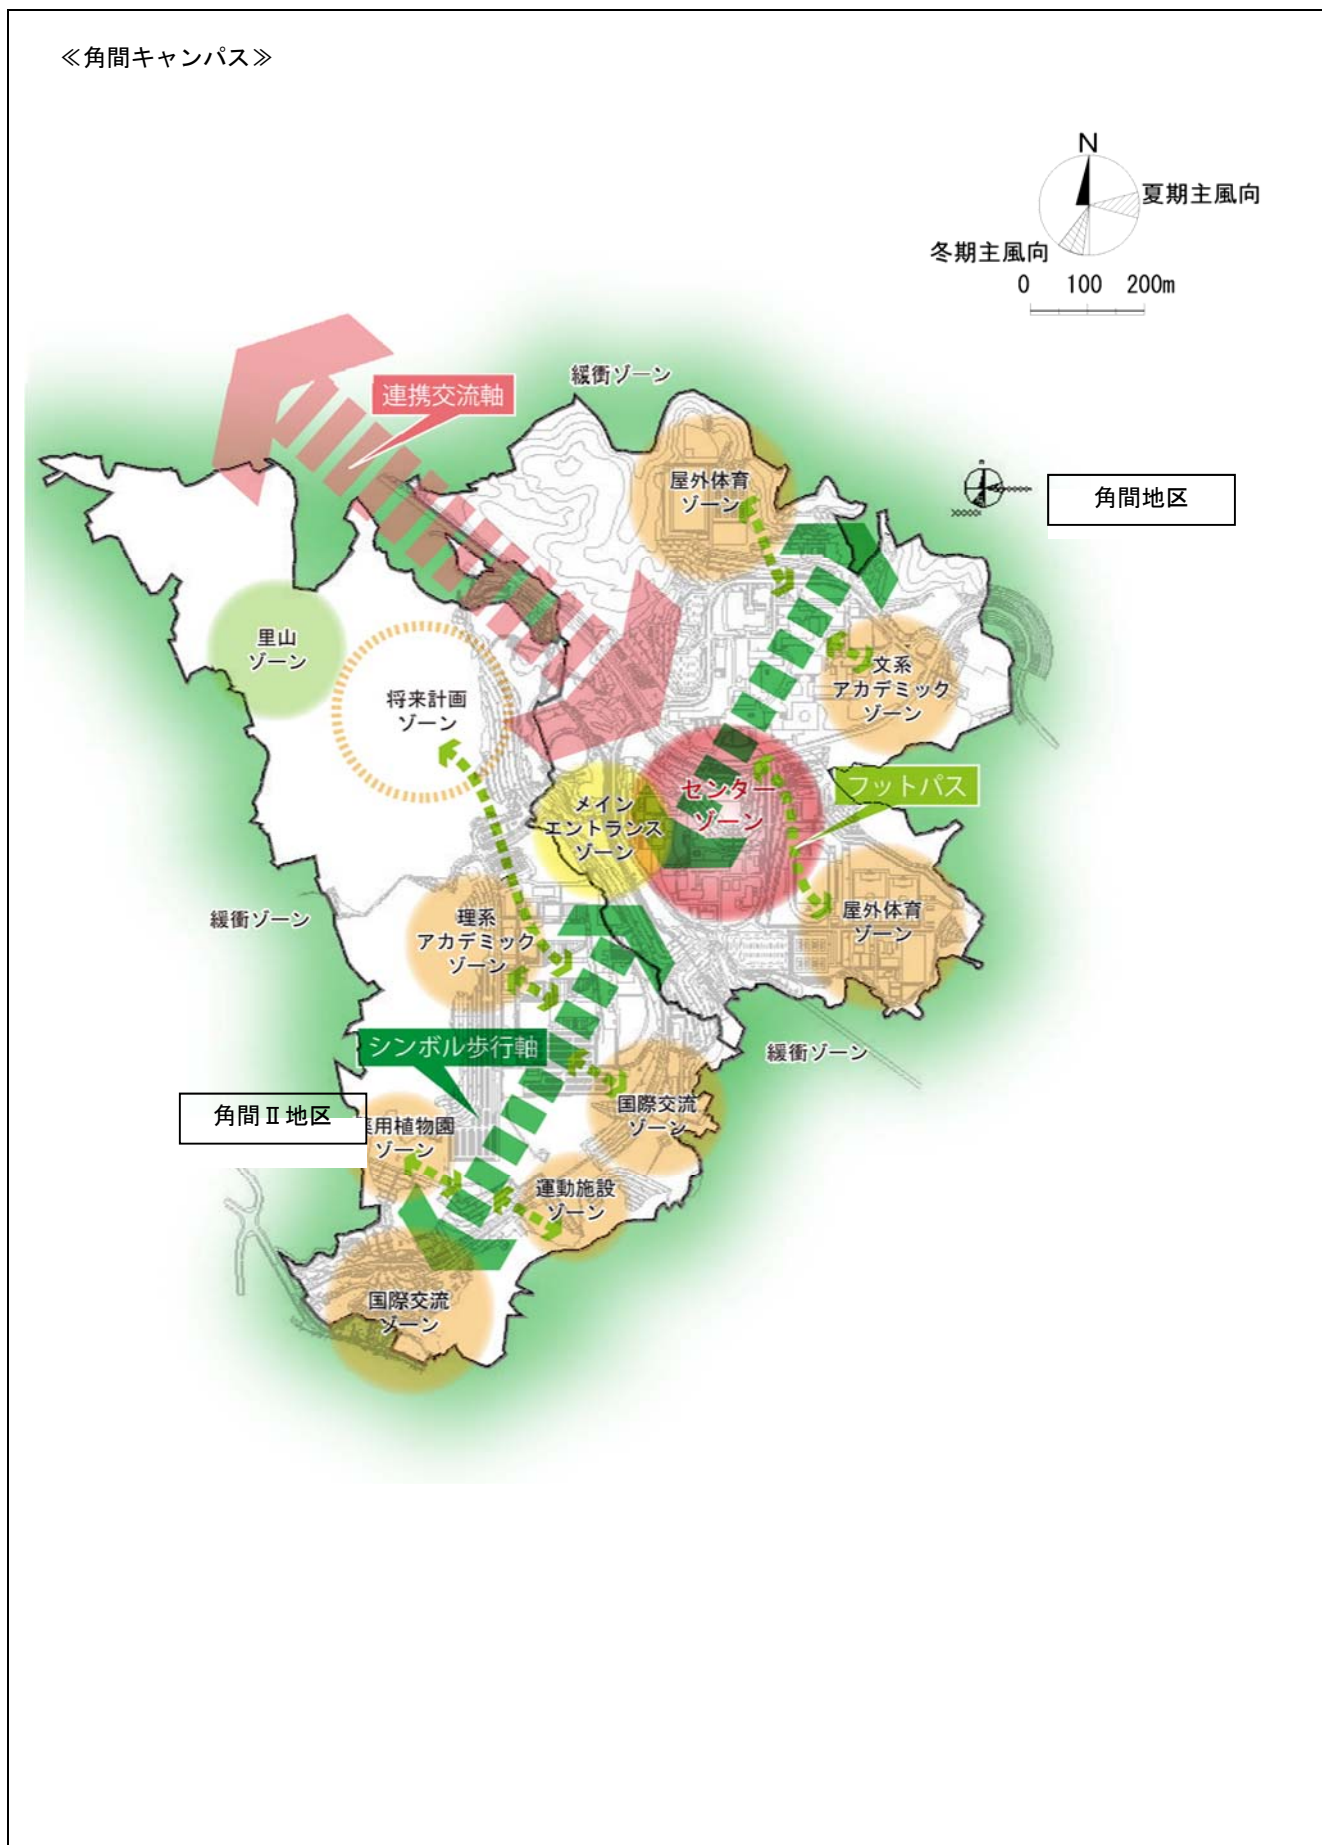 ≪角間キャンパス≫
N
夏期主風向
冬期主風向
0 100 200m
緩衝ゾーン
連携交流軸
屋外体育
ゾーン
角間地区
里山
ゾーン
文系
アカデミック
ゾーン
将来計画
ゾーン
センター
ゾーン
フットパス
メイン
エントランス
ゾーン
緩衝ゾーン
理系
アカデミック
ゾーン
屋外体育
ゾーン
シンボル歩行軸
緩衝ゾーン
角間Ⅱ地区
国際交流
ゾーン
用植物園
ゾーン
運動施設
ゾーン
国際交流
ゾーン